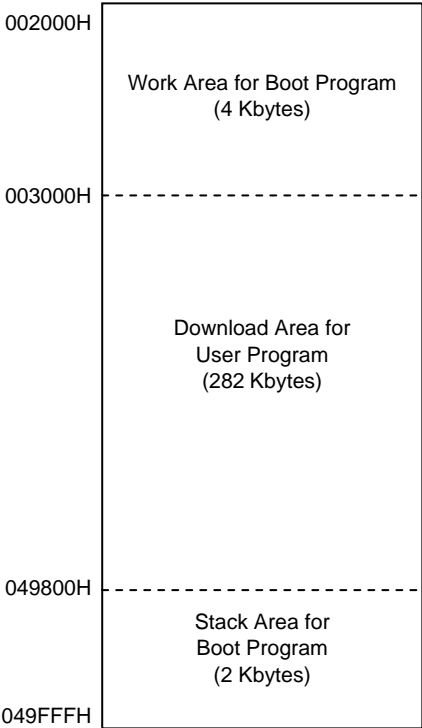 002000H
Work Area for Boot Program
(4 Kbytes)
003000H
Download Area for
User Program
(282 Kbytes)
049800H
Stack Area for
Boot Program
(2 Kbytes)
049FFFH